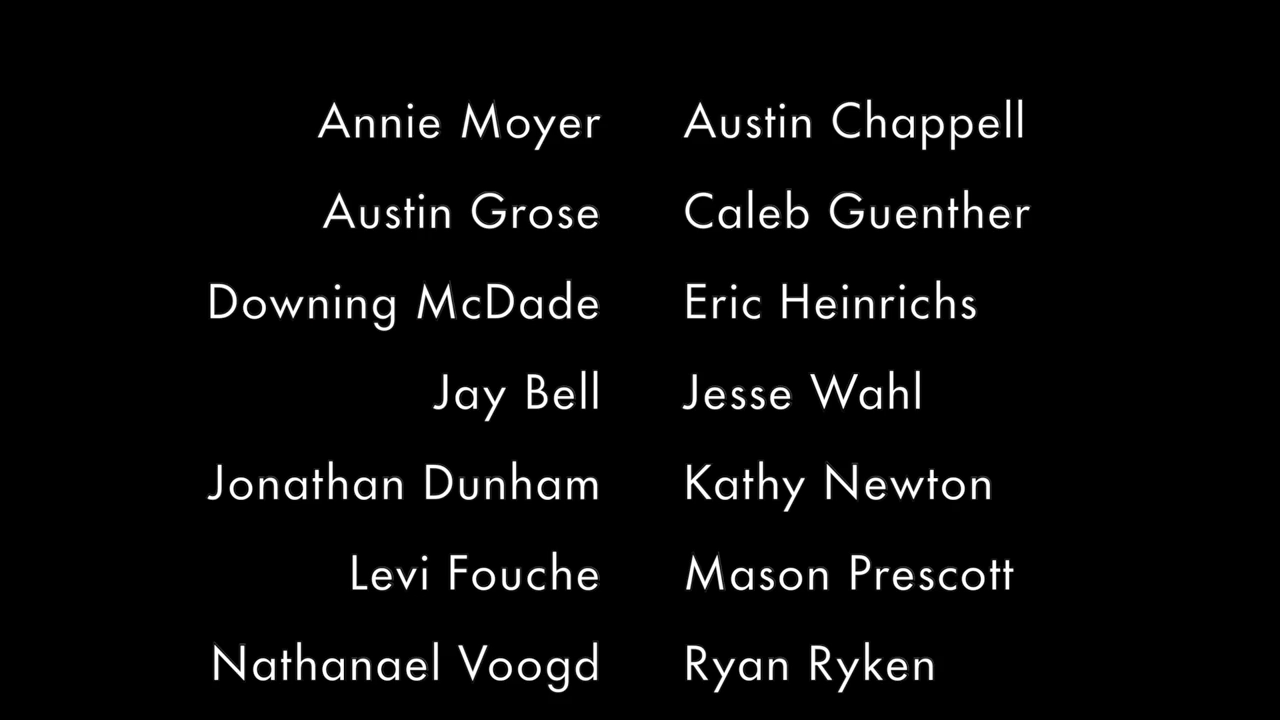 Annie Moyer Austin Chappell
Austin Grose Caleb Guenther
Downing McDade Eric Heinrichs
Jay Bell Jesse Wahl
Jonathan Dunham Kathy Newton
Levi Fouche Mason Prescott
Nathanael Voogd Ryan Ryken